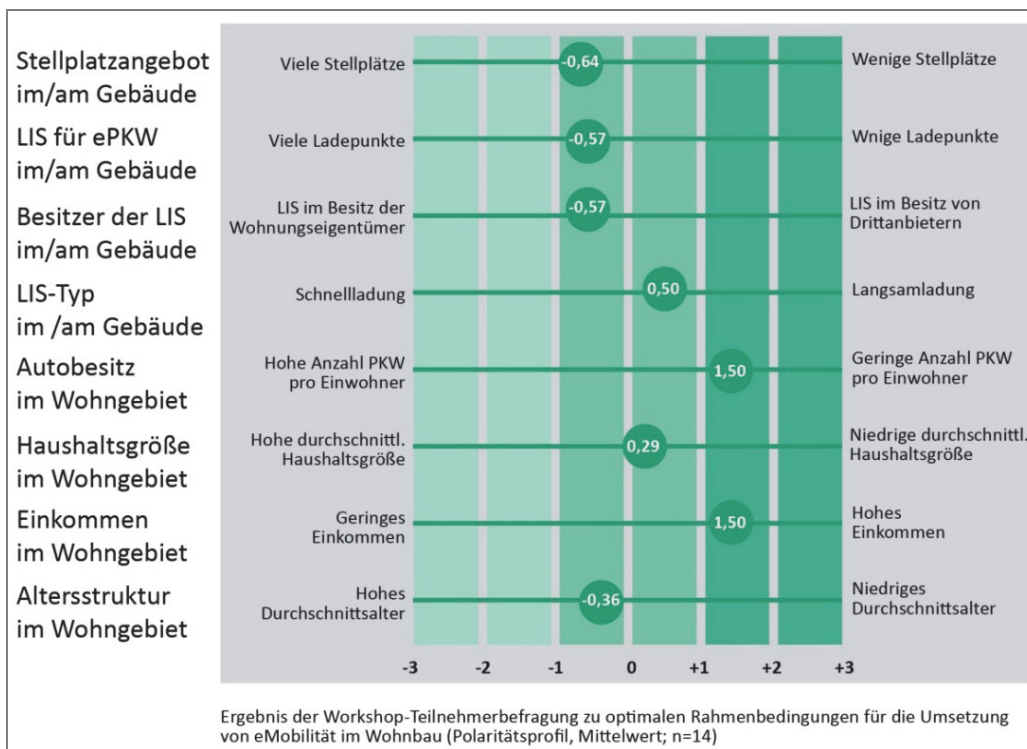 Stellplatzangebot
im/am Gebäude
Viele Stellplätze
-0,64
Wenige Stellplätze
LIS für ePKW
im/am Gebäude
Viele Ladepunkte
-0,57
Wnige Ladepunkte
Besitzer der LIS
im/am Gebäude
LIS im Besitz der
Wohnungseigentümer
-0,57
LIS im Besitz von
Drittanbietern
LIS-Typ
im /am Gebäude
Schnellladung
0,50
Langsamladung
Autobesitz
im Wohngebiet
Hohe Anzahl PKW
pro Einwohner
1,50
Geringe Anzahl PKW
pro Einwohner
Haushaltsgröße
im Wohngebiet
Hohe durchschnittl.
Haushaltsgröße
0,29
Niedrige durchschnittl.
Haushaltsgröße
Einkommen
im Wohngebiet
Geringes
Einkommen
1,50
Hohes
Einkommen
Altersstruktur
im Wohngebiet
Hohes
Durchschnittsalter
-0,36
Niedriges
Durchschnittsalter
-3 -2 -1 0 +1 +2 +3
Ergebnis der Workshop-Teilnehmerbefragung zu optimalen Rahmenbedingungen für die Umsetzung
von eMobilität im Wohnbau (Polaritätsprofil, Mittelwert; n=14)